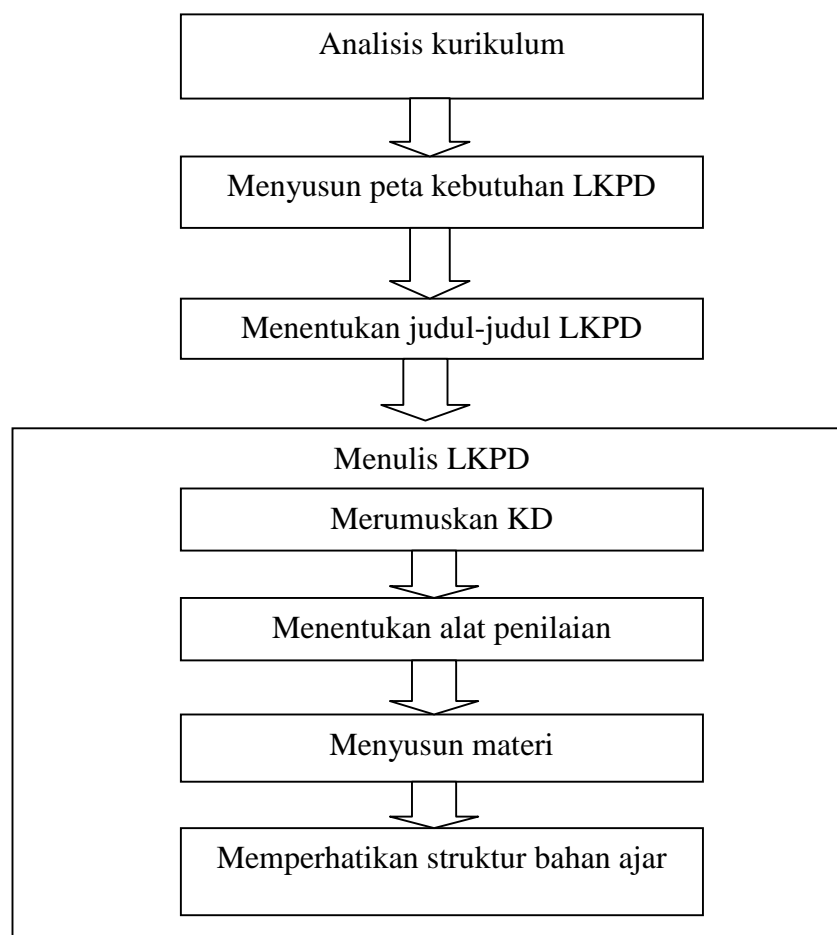 Analisis kurikulum
Menyusun peta kebutuhan LKPD
Menentukan judul-judul LKPD
Menulis LKPD
Merumuskan KD
Menentukan alat penilaian
Menyusun materi
Memperhatikan struktur bahan ajar